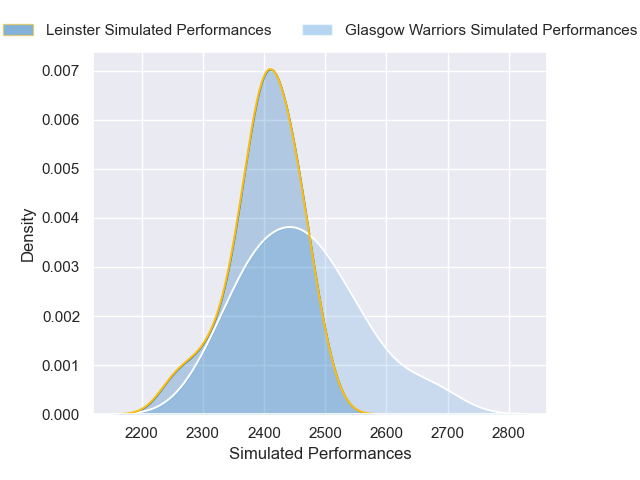 Leinster Simulated Performances
Glasgow Warriors Simulated Performances
0.007
0.006
0.005
0.004
0.003
0.002
0.001
0.000
Density
2200 2300 2400 2500 2600 2700 2800
Simulated Performances